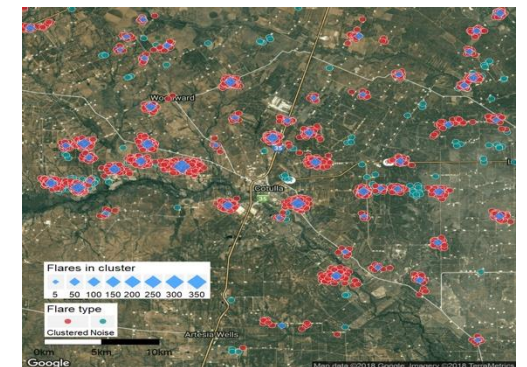 Woodward
35
Cotulla
Flares in cluster
5 50 100 150 200 250 300 350
Flare type
Clustered Noise
Artesia Wells
0km 5km 10km
Google
Map data ©2018 Google, Imagery ©2018 TerraMetrics